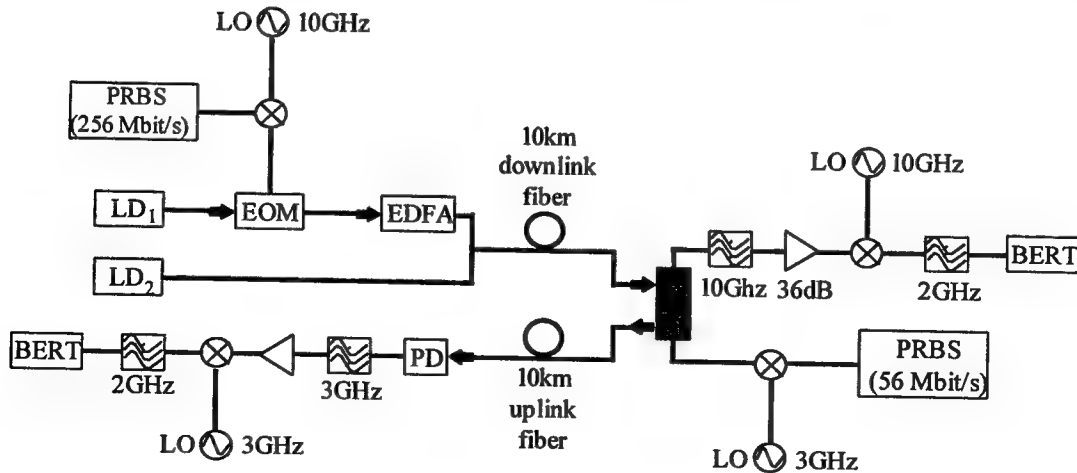 LO 10GHz
PRBS
(256 Mbit/s)
10km
downlink
fiber
LO 10GHz
LD1
EOM
EDFA
LD2
10Ghz
36dB
2GHz
BERT
BERT
2GHz
3GHz
PD
10km
uplink
fiber
PRBS
(56 Mbit/s)
LO 3GHz
LO 3GHz